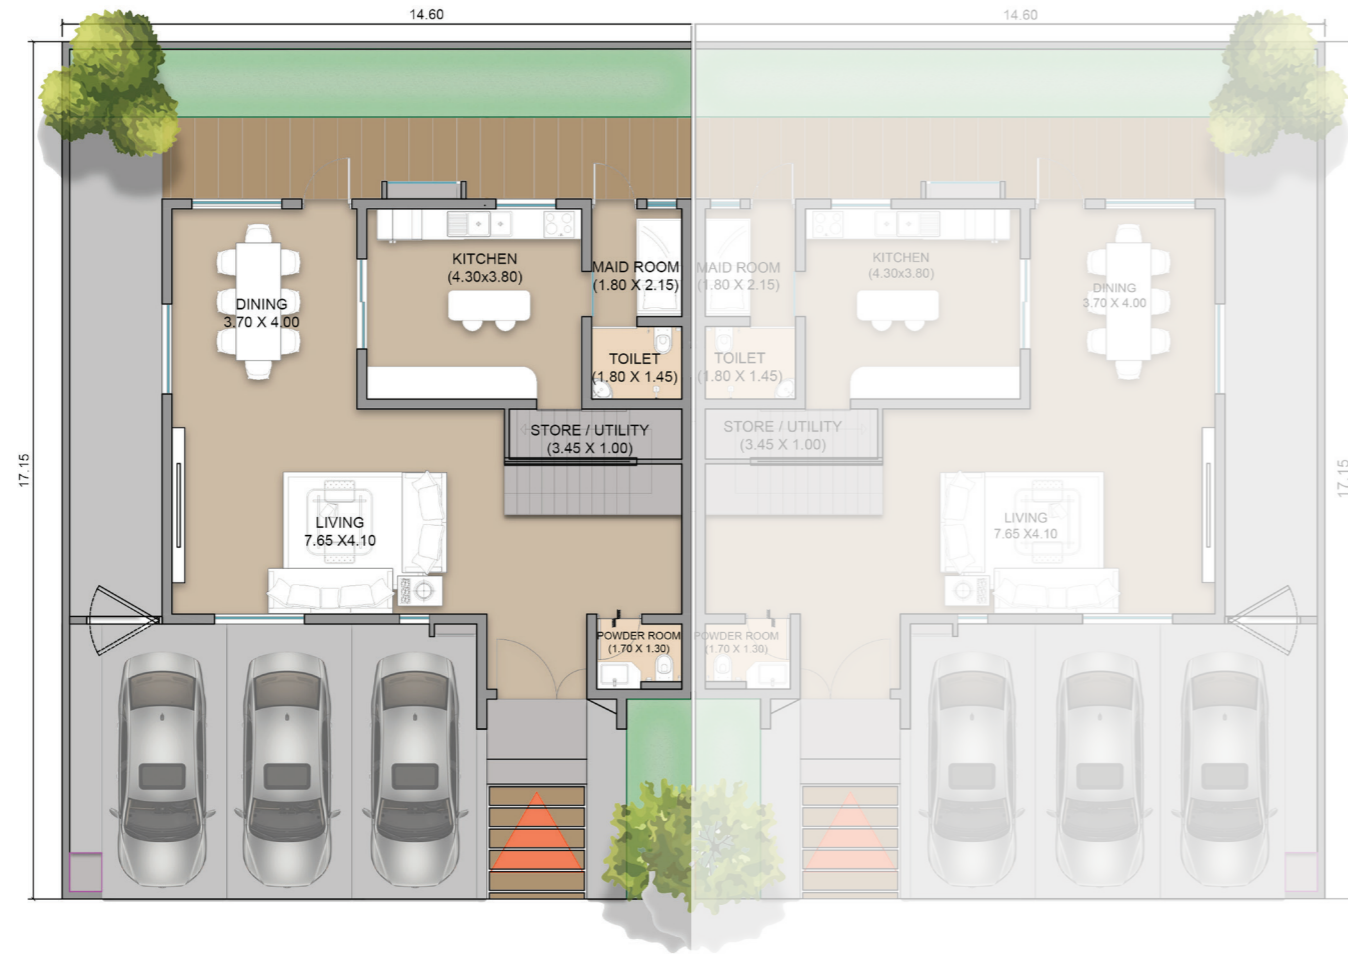 14.60
14.60
KITCHEN
(4.30x3.80)
MAID ROOM
(1.80 X 2.15)
MAID ROOM
(1.80 X 2.15)
KITCHEN
(4.30x3.80)
DINING
3.70 X 4.00
DINING
3.70 X 4.00
TOILET
(1.80 X 1.45)
TOILET
(1.80 X 1.45)
STORE / UTILITY
(3.45 X 1.00)
STORE / UTILITY
(3.45 X 1.00)
17.15
17.15
LIVING
7.65 X4.10
LIVING
7.65 X4.10
POWDER ROOM
(1.70 X 1.30)
POWDER ROOM
(1.70 X 1.30)